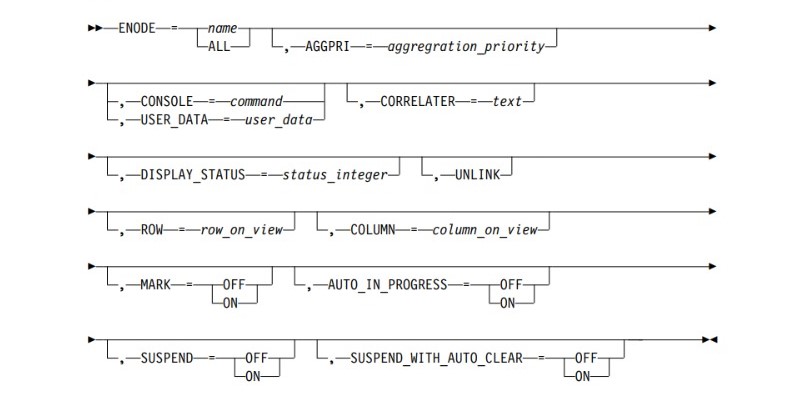 ENODE = name
ALL , AGGPRI = aggregration_priority
, CONSOLE = command , CORRELATER = text
, USER_DATA = user_data
, DISPLAY_STATUS = status_integer , UNLINK
, ROW = row_on_view , COLUMN = column_on_view
, MARK = OFF , AUTO_IN_PROGRESS = OFF
ON ON
, SUSPEND = OFF , SUSPEND_WITH_AUTO_CLEAR = OFF
ON ON